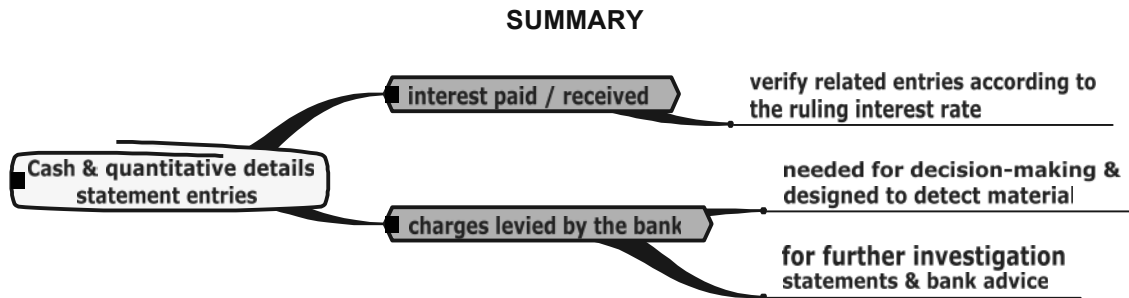 SUMMARY
Cash & quantitative details
statement entries
interest paid / received
verify related entries according to
the ruling interest rate
charges levied by the bank
needed for decision-making &
designed to detect material
for further investigation
statements & bank advice